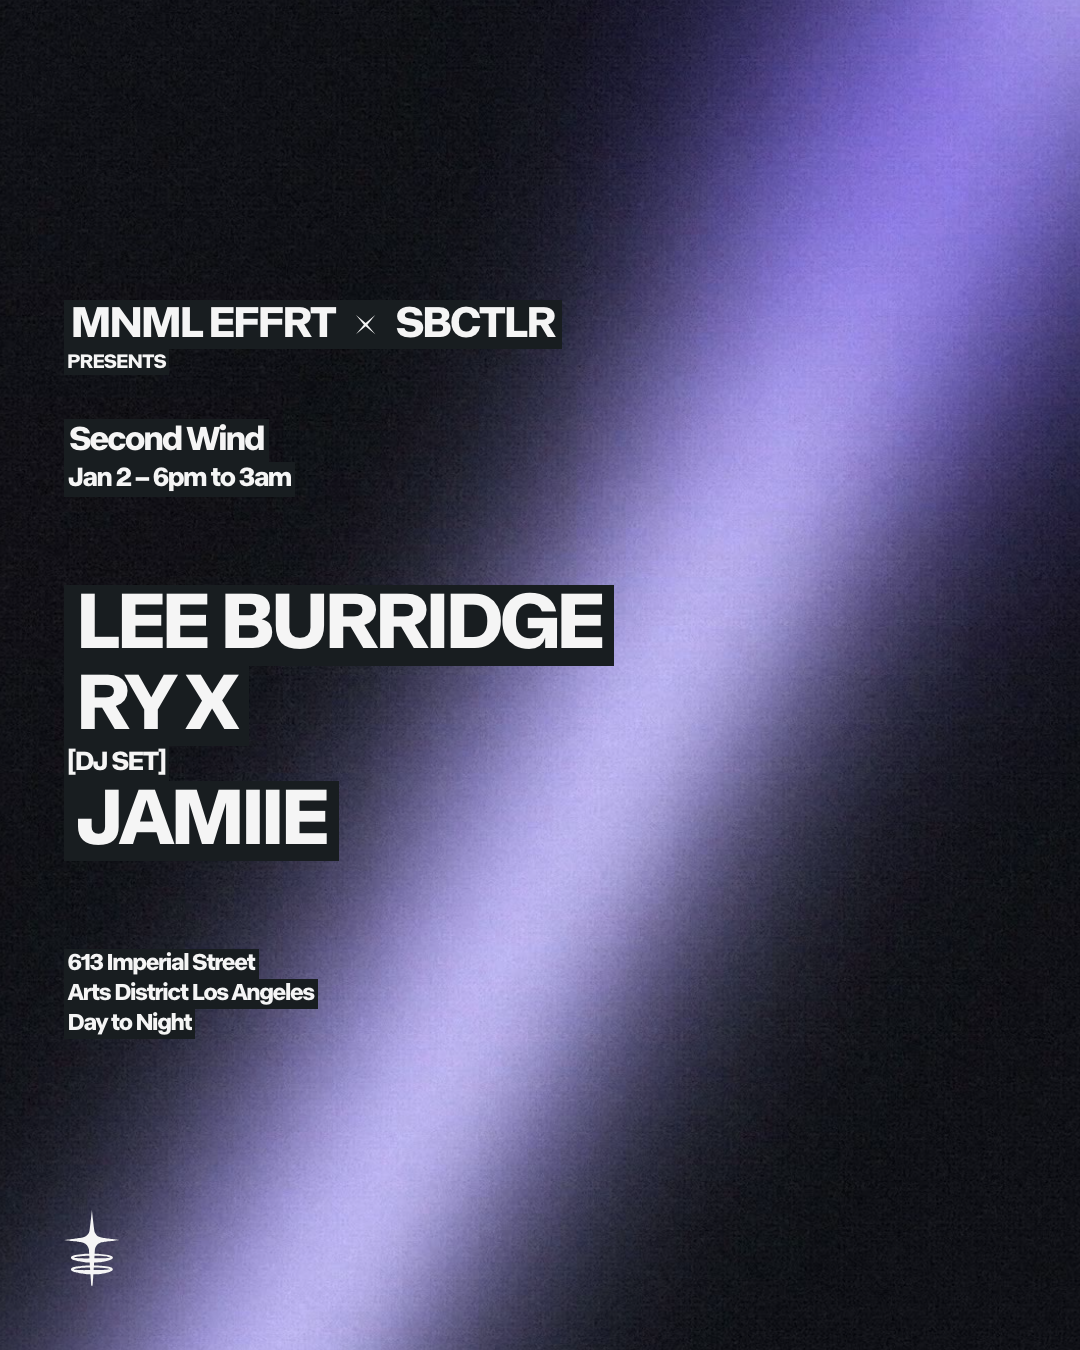 MNML EFFRT × SBCTLR
PRESENTS
Second Wind
Jan 2 – 6pm to 3am
LEE BURRIDGE
RY X
[DJ SET]
JAMIIE
613 Imperial Street
Arts District Los Angeles
Day to Night